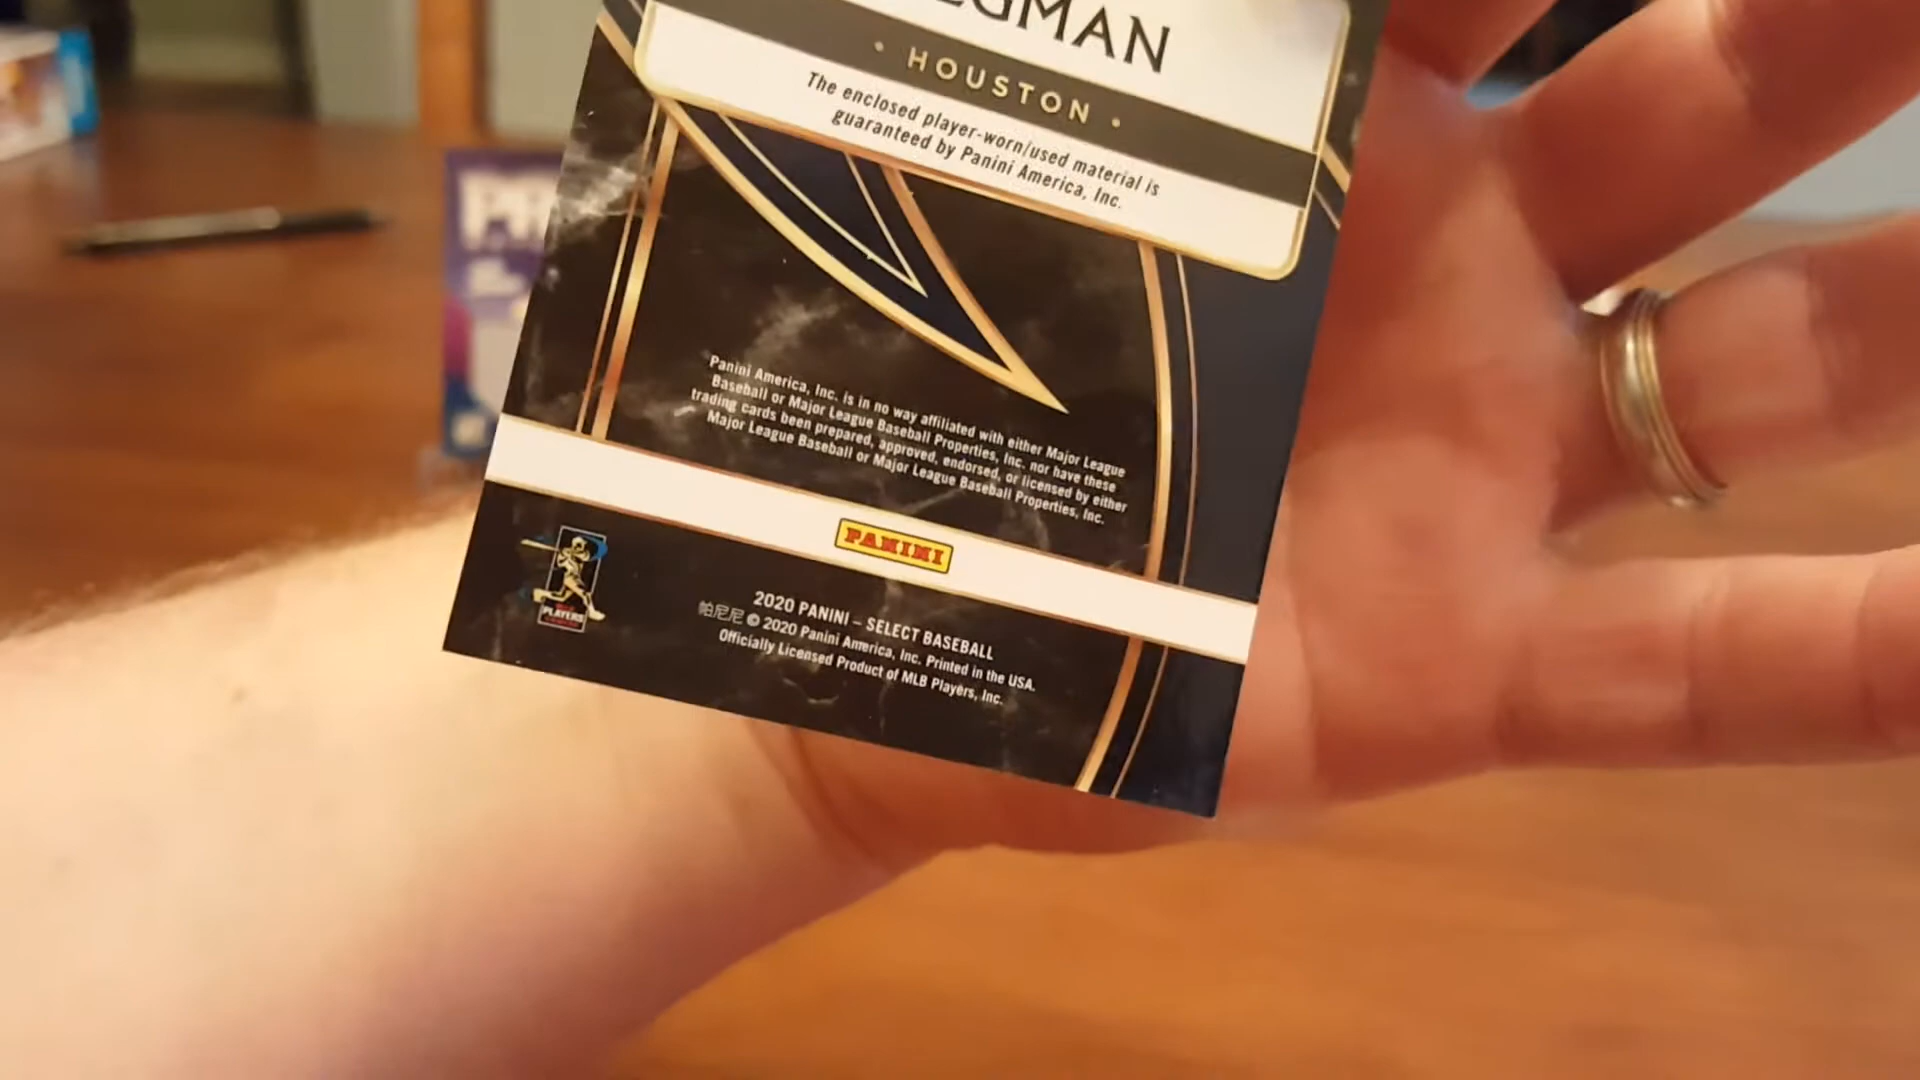 EGMAN
• HOUSTON •
The enclosed player-worn/used material is
guaranteed by Panini America, Inc.
Panini America, Inc. is in no way affiliated with either Major League
Baseball or Major League Baseball Properties, Inc. nor have these
trading cards been prepared, approved, endorsed, or licensed by either
Major League Baseball or Major League Baseball Properties, Inc.
PANINI
PLAYERS
2020 PANINI – SELECT BASEBALL
帕尼尼 © 2020 Panini America, Inc. Printed in the USA.
Officially Licensed Product of MLB Players, Inc.